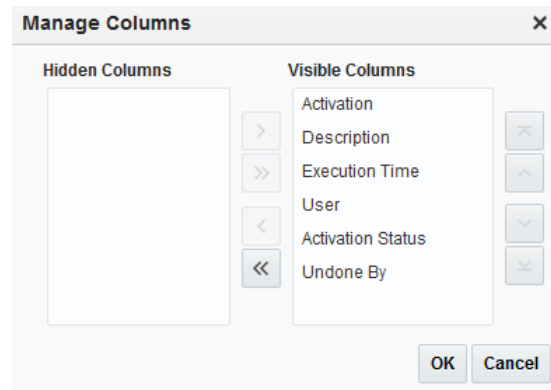 Manage Columns
Hidden Columns
Visible Columns
Activation
Description
Execution Time
User
Activation Status
Undone By
OK
Cancel